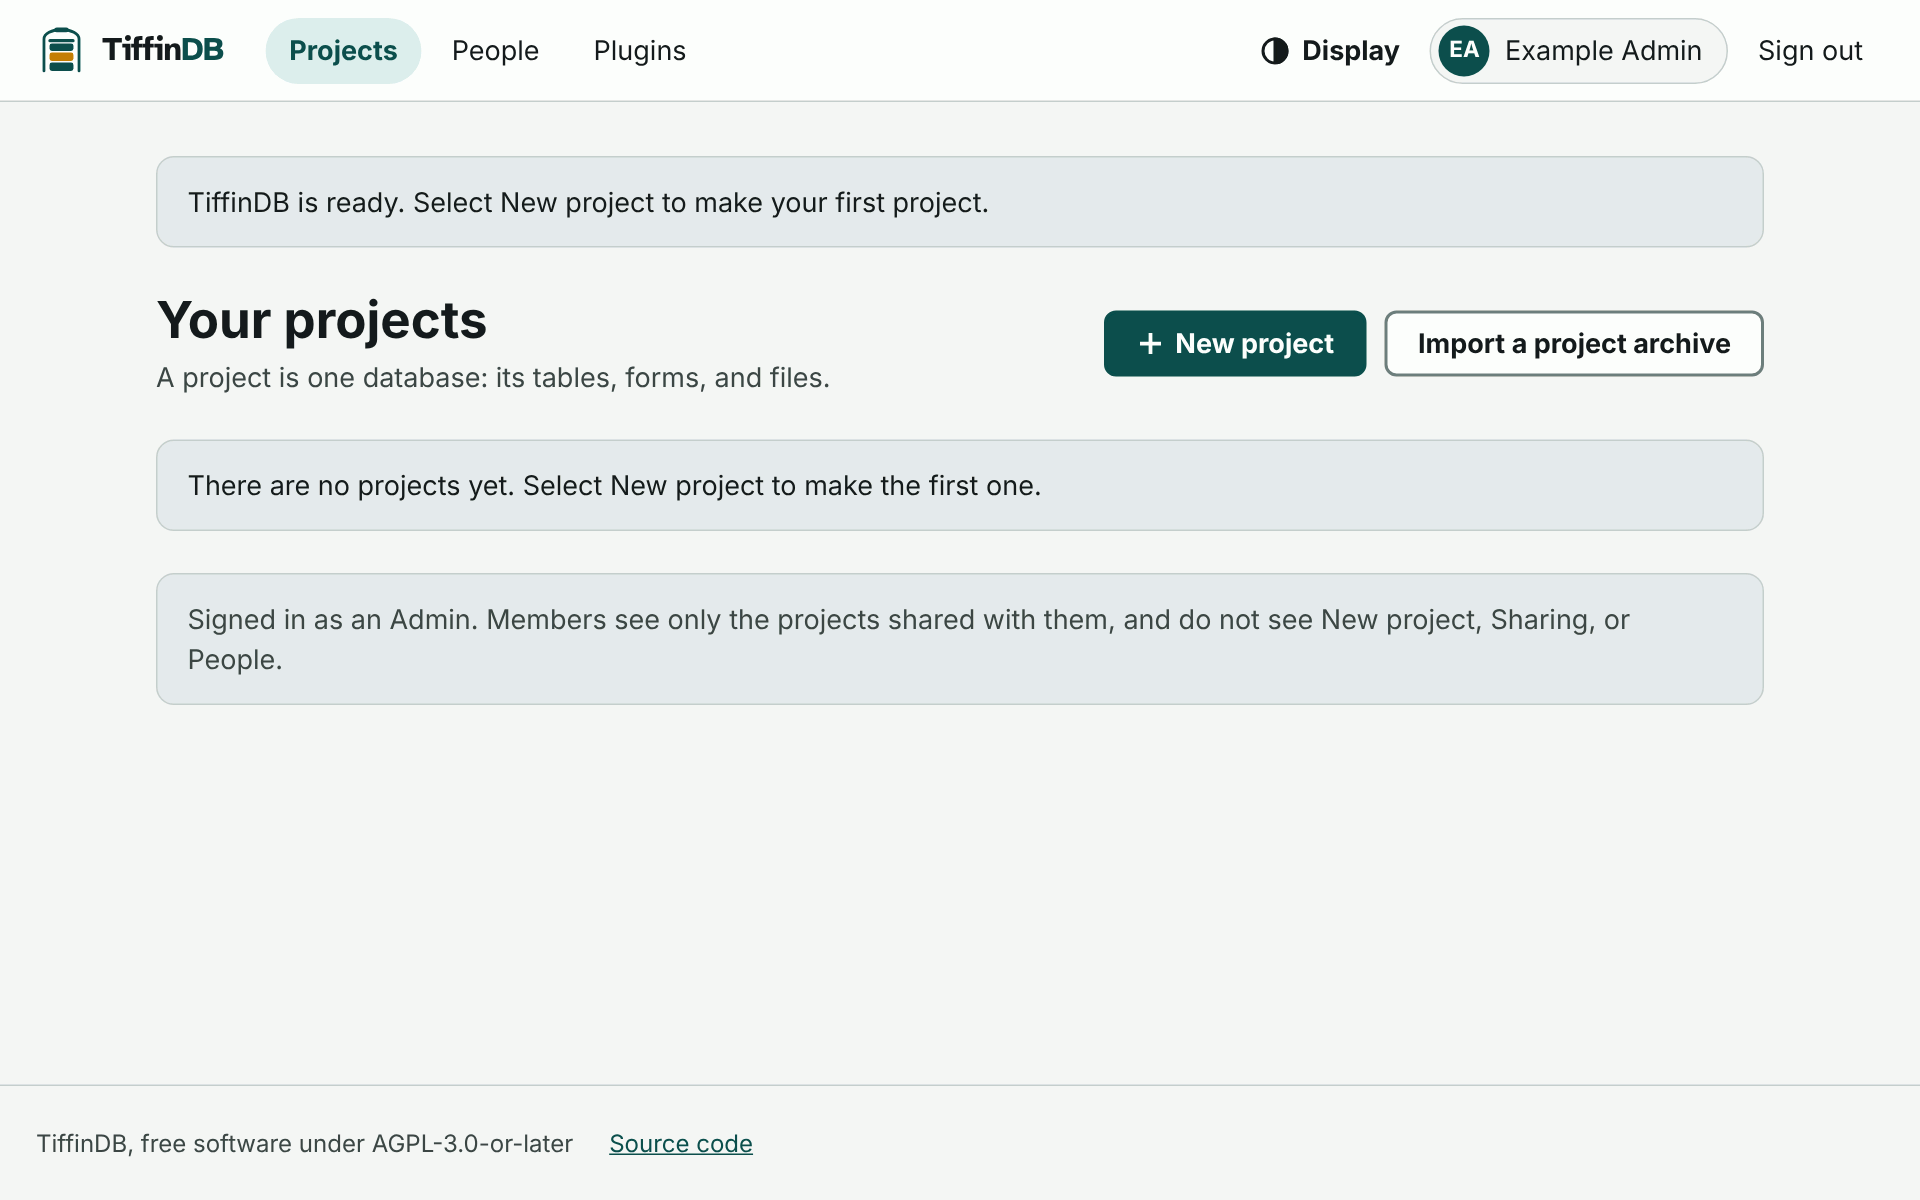 TiffinDB
Projects
People
Plugins
Display
EA
Example Admin
Sign out
TiffinDB is ready. Select New project to make your first project.
Your projects
A project is one database: its tables, forms, and files.
+ New project
Import a project archive
There are no projects yet. Select New project to make the first one.
Signed in as an Admin. Members see only the projects shared with them, and do not see New project, Sharing, or
People.
TiffinDB, free software under AGPL-3.0-or-later
Source code